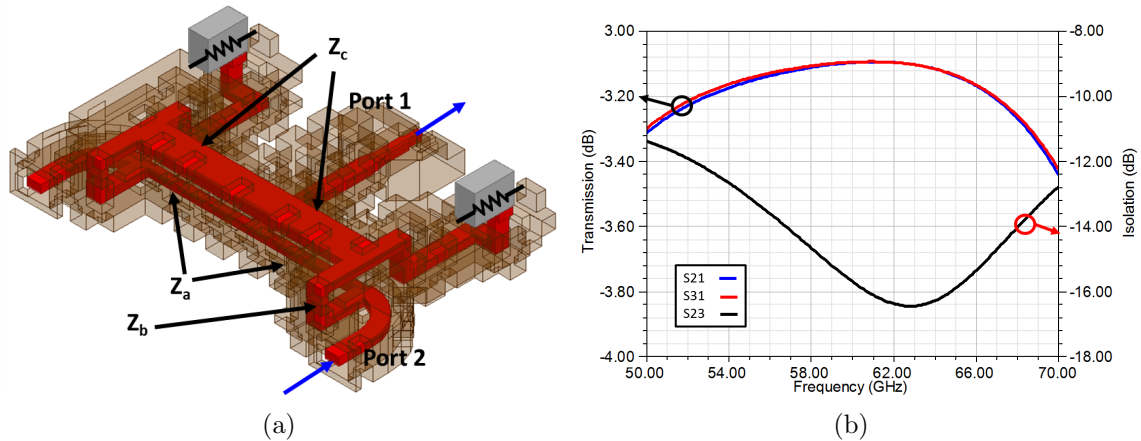 Zc
Port 1
Za
Zb
Port 2
(a)
3.00
-3.20
-3.40
-3.60
-3.80
-4.00
Transmission (dB)
-8.00
-10.00
-12.00
-14.00
-16.00
-18.00
Isolation (dB)
S21
S31
S23
50.00 54.00 58.00 62.00 66.00 70.00
Frequency (GHz)
(b)